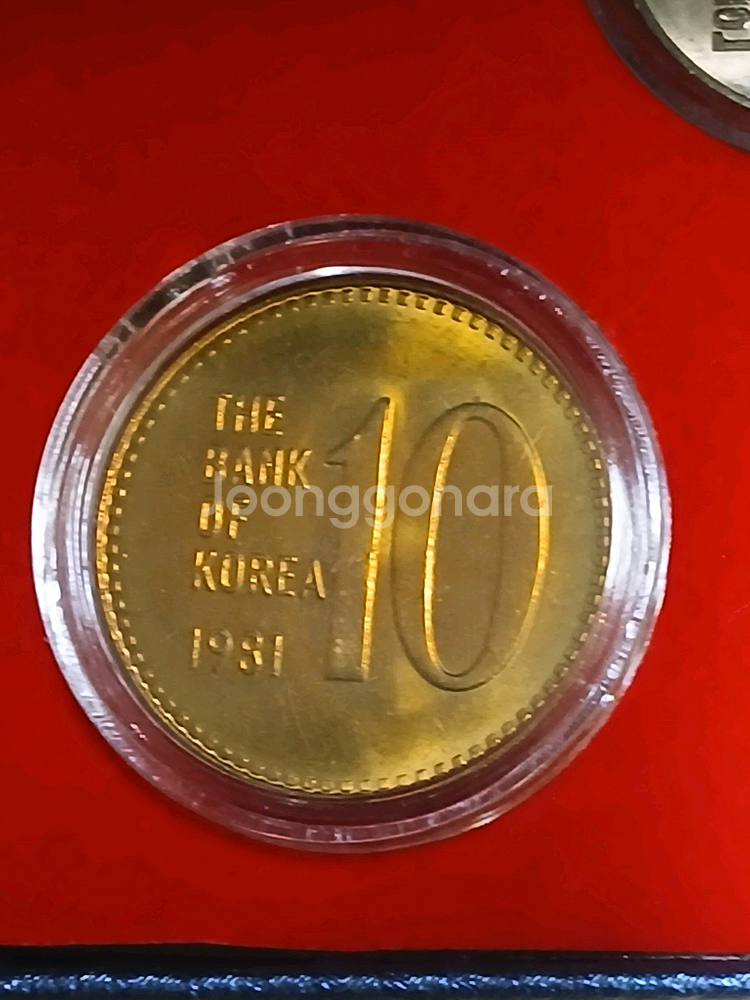 THE
BANK
OF
KOREA
1981
10
Joonggonara